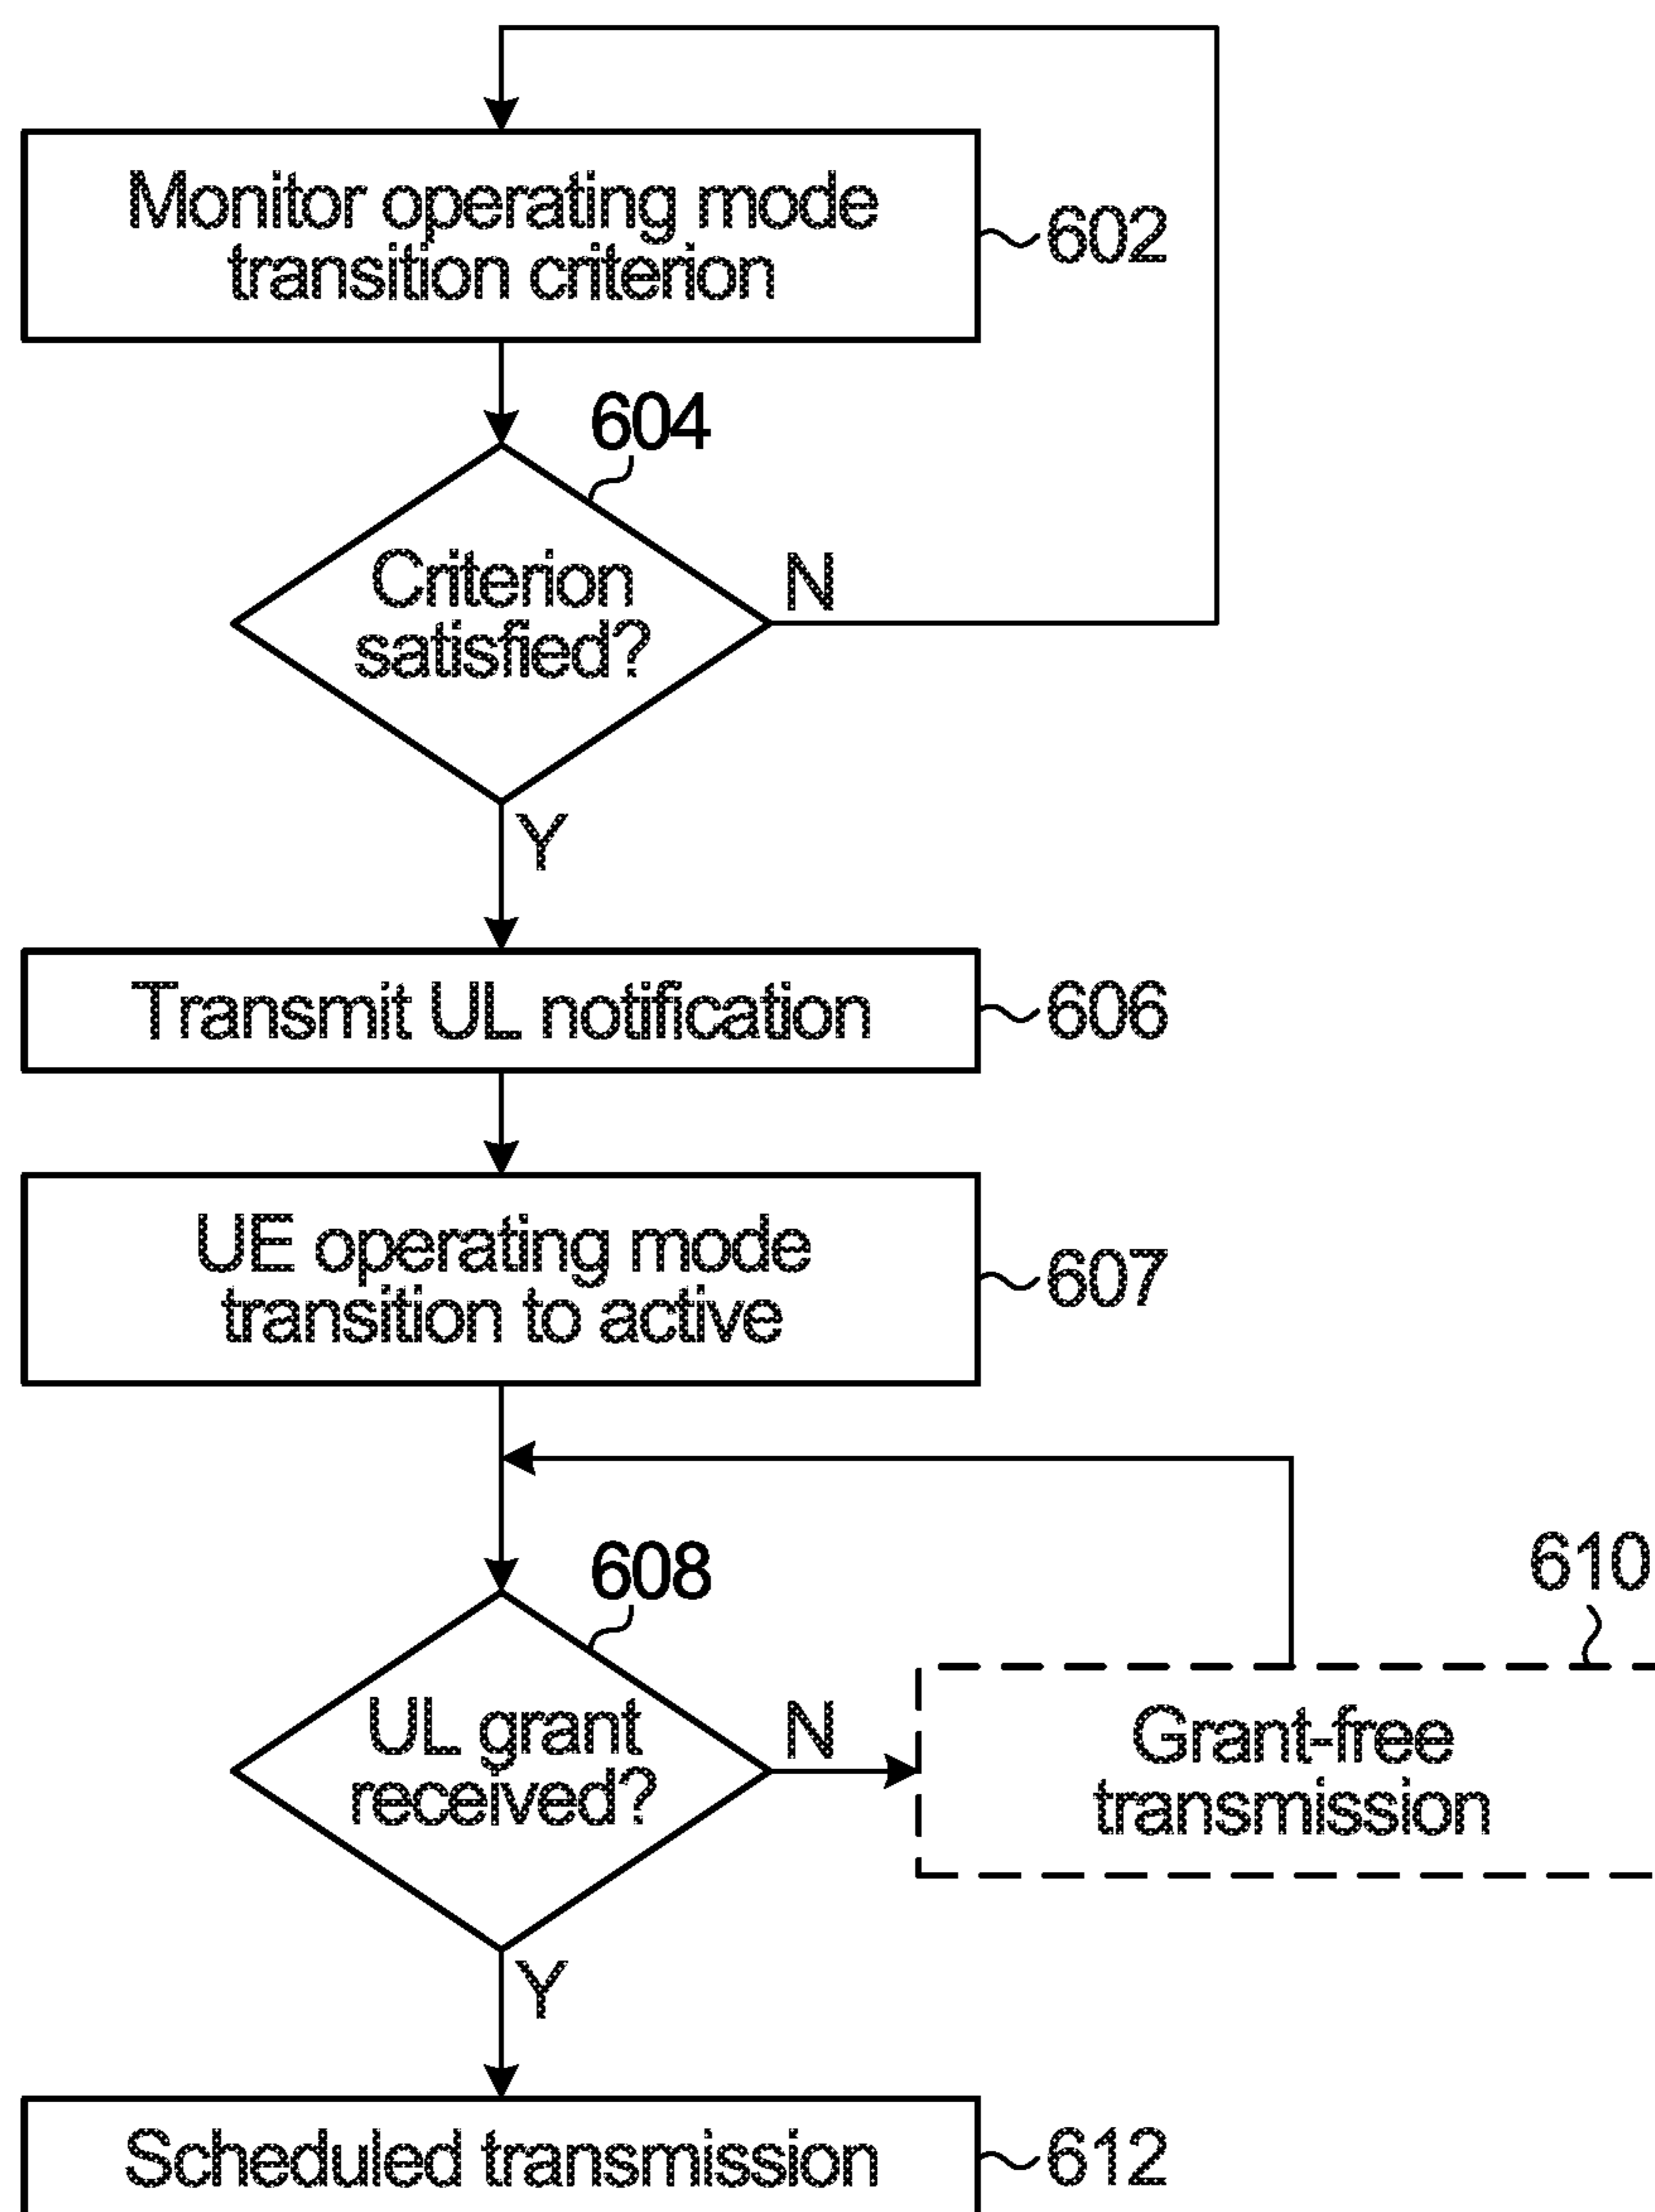 Monitor operating mode
transition criterion
602
604
Criterion
satisfied?
N
Y
Transmit UL notification
606
UE operating mode
transition to active
607
608
610
UL grant
received?
N
Grant-free
transmission
Y
Scheduled transmission
612